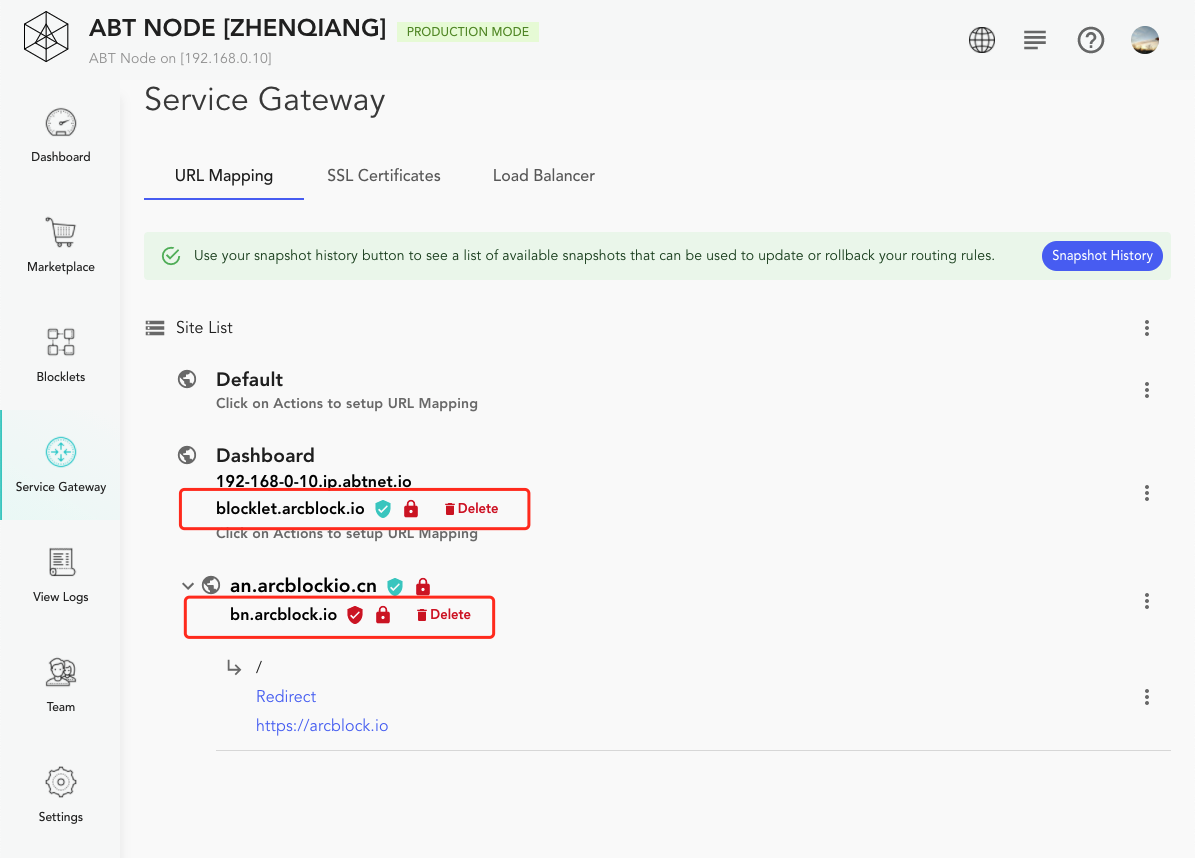 ABT NODE [ZHENQIANG] PRODUCTION MODE
ABT Node on [192.168.0.10]
Dashboard
Marketplace
Blocklets
Service Gateway
View Logs
Team
Settings
Service Gateway
URL Mapping SSL Certificates Load Balancer
Use your snapshot history button to see a list of available snapshots that can be used to update or rollback your routing rules. Snapshot History
Site List
Default
Click on Actions to setup URL Mapping
Dashboard
192-168-0-10.ip.abtnet.io
blocklet.arcblock.io Delete
Click on Actions to setup URL Mapping
an.arcblockio.cn
bn.arcblock.io Delete
/
Redirect
https://arcblock.io